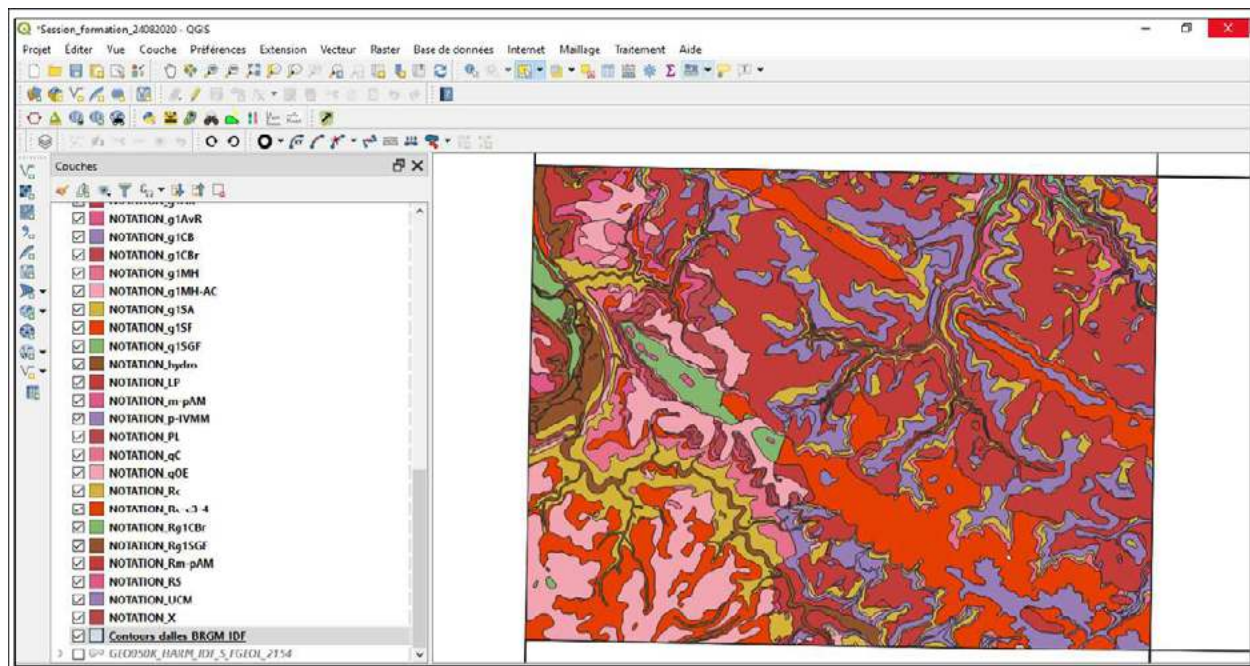 *Session_formation_24082020 - QGIS
Projet Éditer Vue Couche Préférences Extension Vecteur Raster Base de données Internet Maillage Traitement Aide
Couches
NOTATION_g1AvR
NOTATION_g1CB
NOTATION_g1CBr
NOTATION_g1MH
NOTATION_g1MH-AC
NOTATION_g1SA
NOTATION_g1SF
NOTATION_g1SGF
NOTATION_hydro
NOTATION_LP
NOTATION_m-pAM
NOTATION_p-IVMM
NOTATION_PL
NOTATION_qC
NOTATION_qOE
NOTATION_Rc
NOTATION_Rg1CBr
NOTATION_Rg1SGF
NOTATION_Rm-pAM
NOTATION_RS
NOTATION_UCM
NOTATION_X
Contours dalles BRGM IDF
GEO050K_HARM_IDF_S_FGEOL_2154